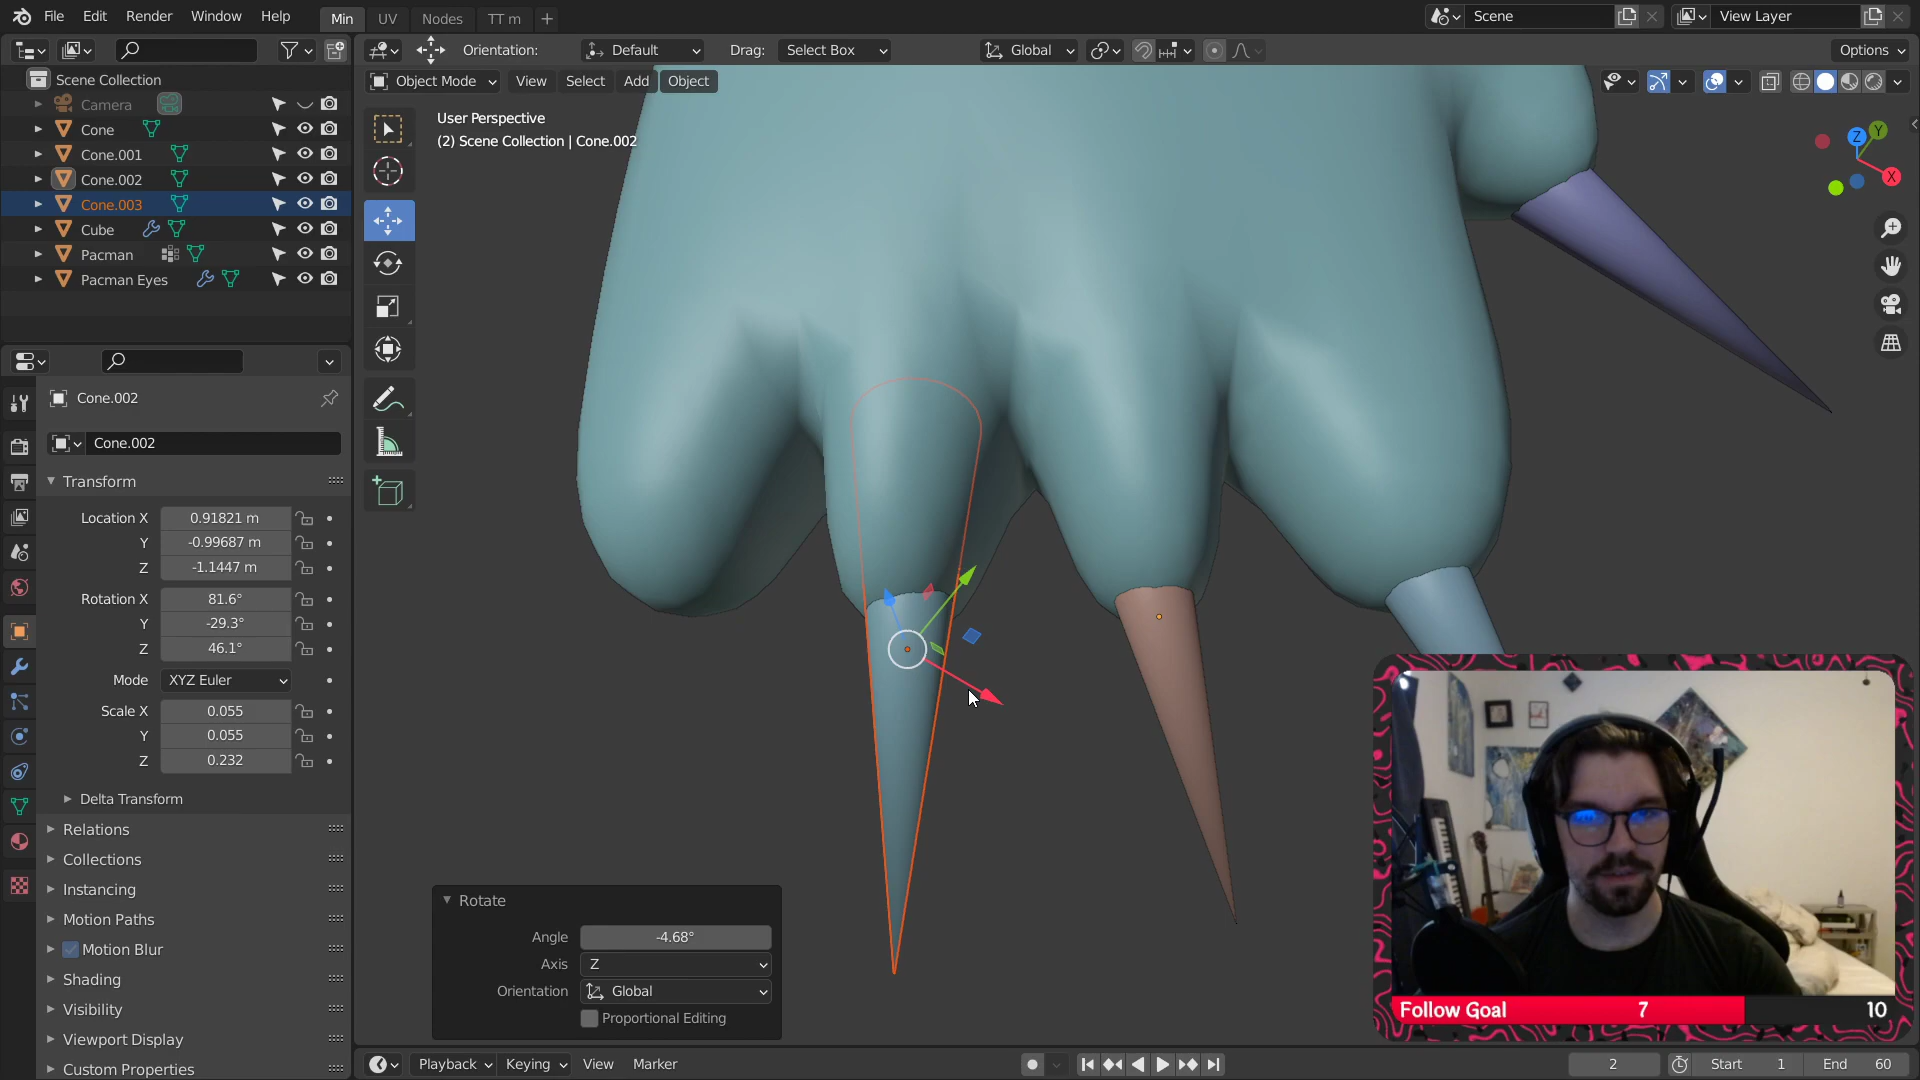 File Edit Render Window Help Min UV Nodes TT m + Scene View Layer
Orientation: Default Drag: Select Box Global Options
Scene Collection Object Mode View Select Add Object
Camera
Cone
Cone.001
Cone.002
Cone.003
Cube
Pacman
Pacman Eyes
User Perspective
(2) Scene Collection | Cone.002
Z
Y
X
Cone.002
Cone.002
Transform
Location X 0.91821 m
Y -0.99687 m
Z -1.1447 m
Rotation X 81.6°
Y -29.3°
Z 46.1°
Mode XYZ Euler
Scale X 0.055
Y 0.055
Z 0.232
Delta Transform
Relations
Collections
Instancing
Motion Paths
Motion Blur
Shading
Visibility
Viewport Display
Custom Properties
Rotate
Angle -4.68°
Axis Z
Orientation Global
Proportional Editing
Follow Goal 7 10
Playback Keying View Marker 2 Start 1 End 60